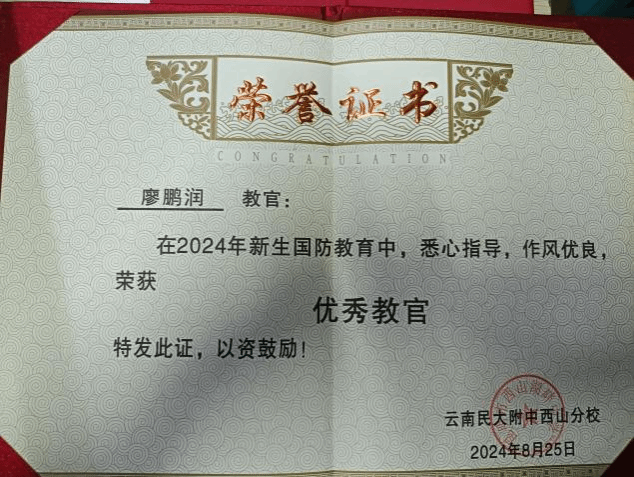 荣誉证书
CONGRATULATION
廖鹏润 教官：
在2024年新生国防教育中，悉心指导，作风优良，
荣获
优秀教官
特发此证，以资鼓励！
云南民大附中西山分校
2024年8月25日